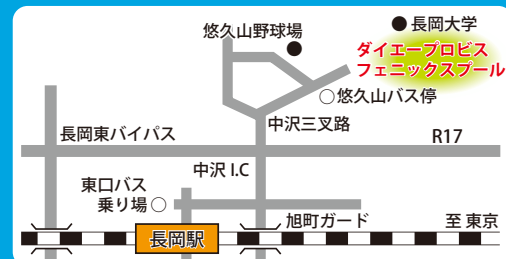 ●長岡大学
悠久山野球場
ダイエープロビス
フェニックスプール
○悠久山バス停
中沢三叉路
長岡東バイパス
R17
中沢 I.C
東口バス
乗り場○
旭町ガード
至 東京
長岡駅